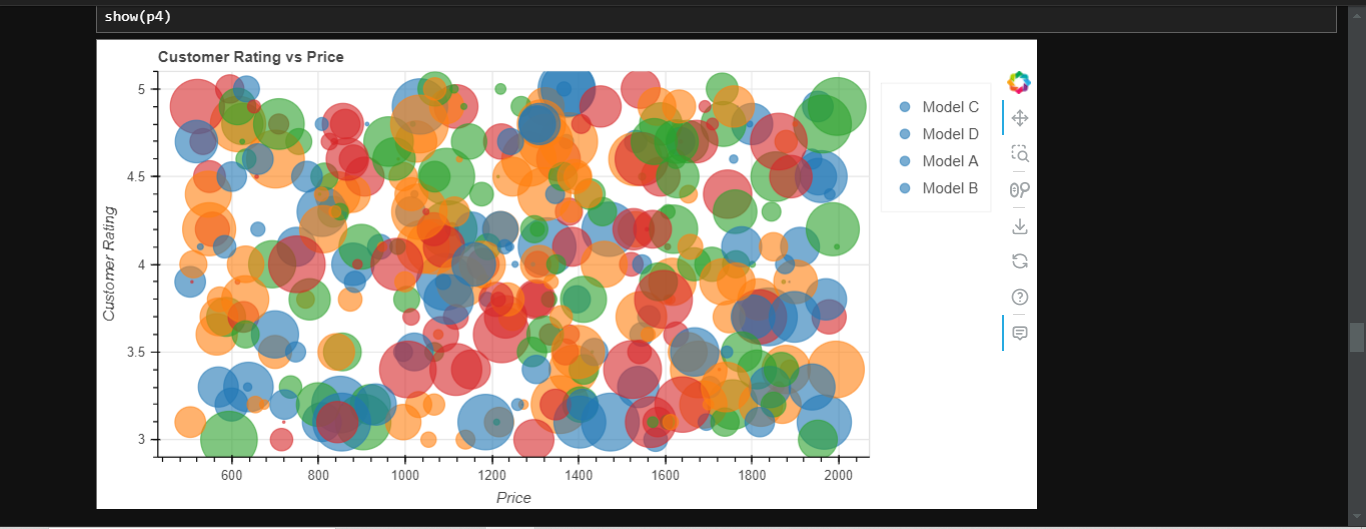 show(p4)
Customer Rating vs Price
5
4.5
4
3.5
3
Customer Rating
600 800 1000 1200 1400 1600 1800 2000
Price
Model C
Model D
Model A
Model B